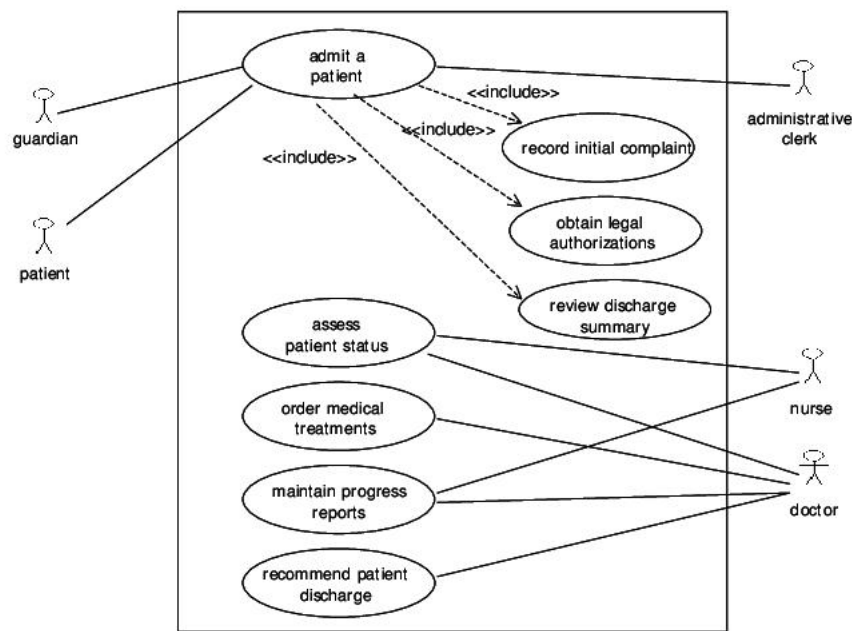 admit a
patient
guardian
administrative
clerk
<<include>>
<<include>>
<<include>>
record initial complaint
obtain legal
authorizations
review discharge
summary
patient
assess
patient status
order medical
treatments
maintain progress
reports
recommend patient
discharge
nurse
doctor